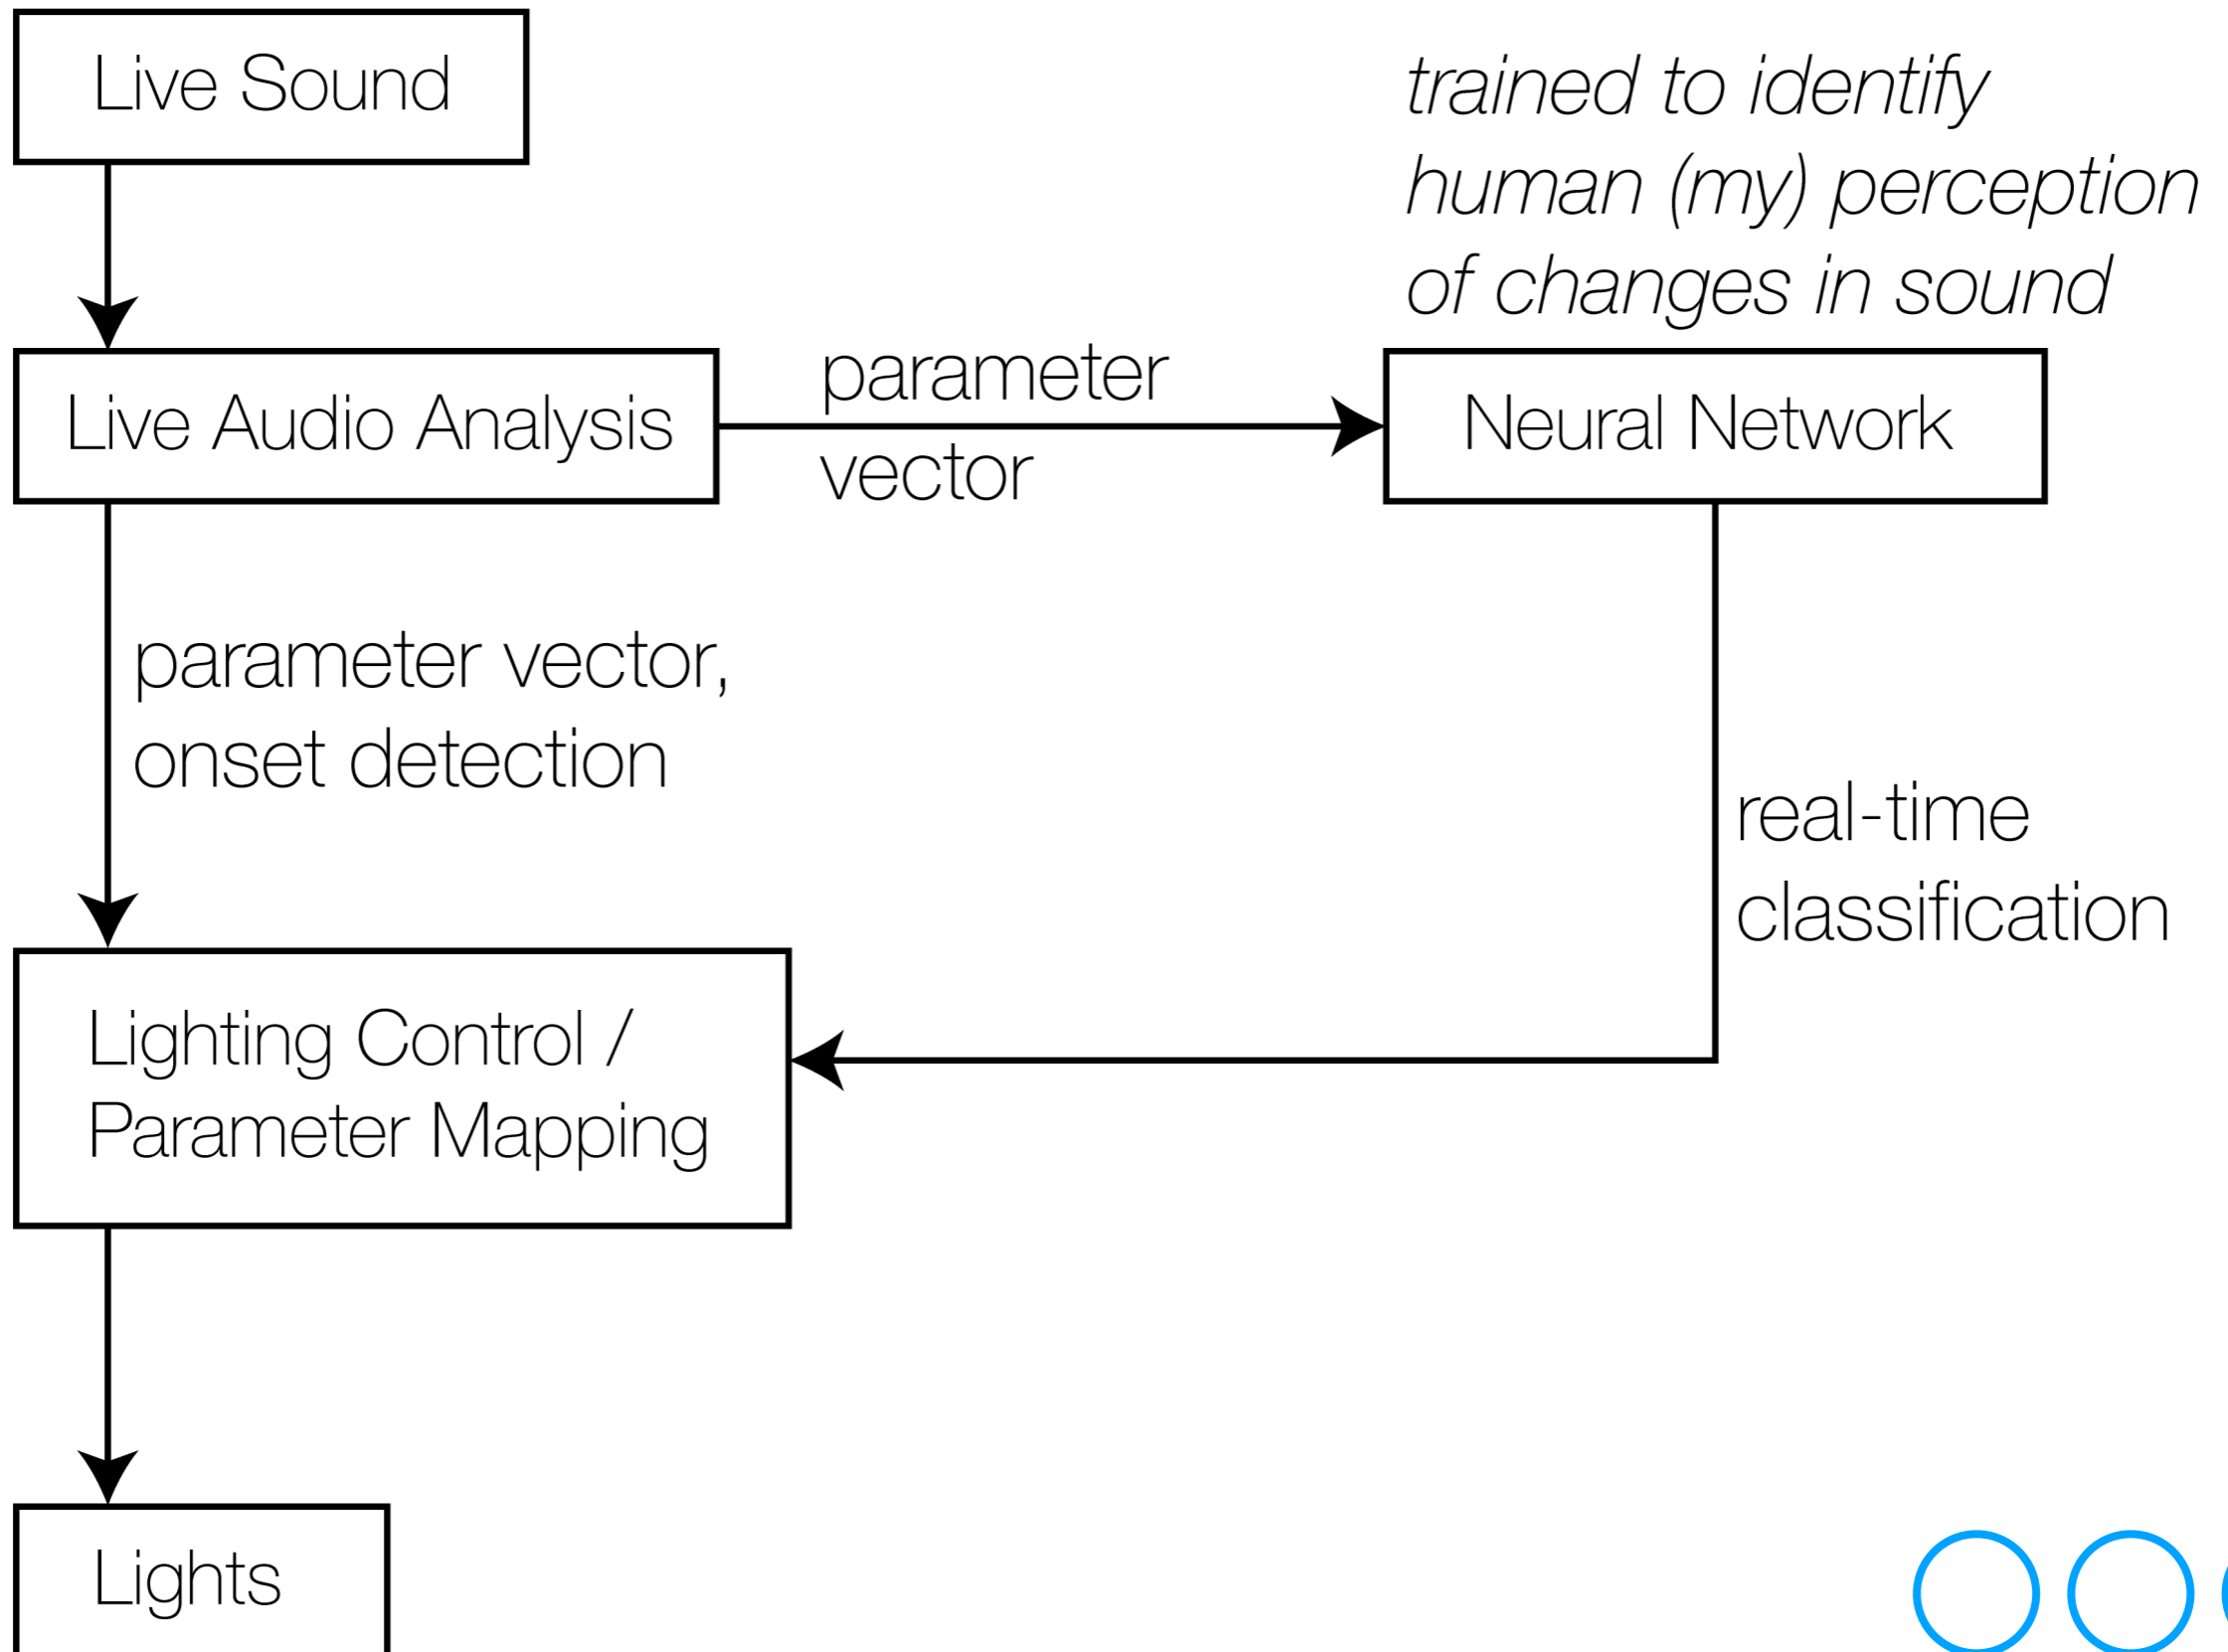 Live Sound
trained to identify
human (my) perception
of changes in sound
Live Audio Analysis
parameter
vector
Neural Network
parameter vector,
onset detection
real-time
classification
Lighting Control /
Parameter Mapping
Lights